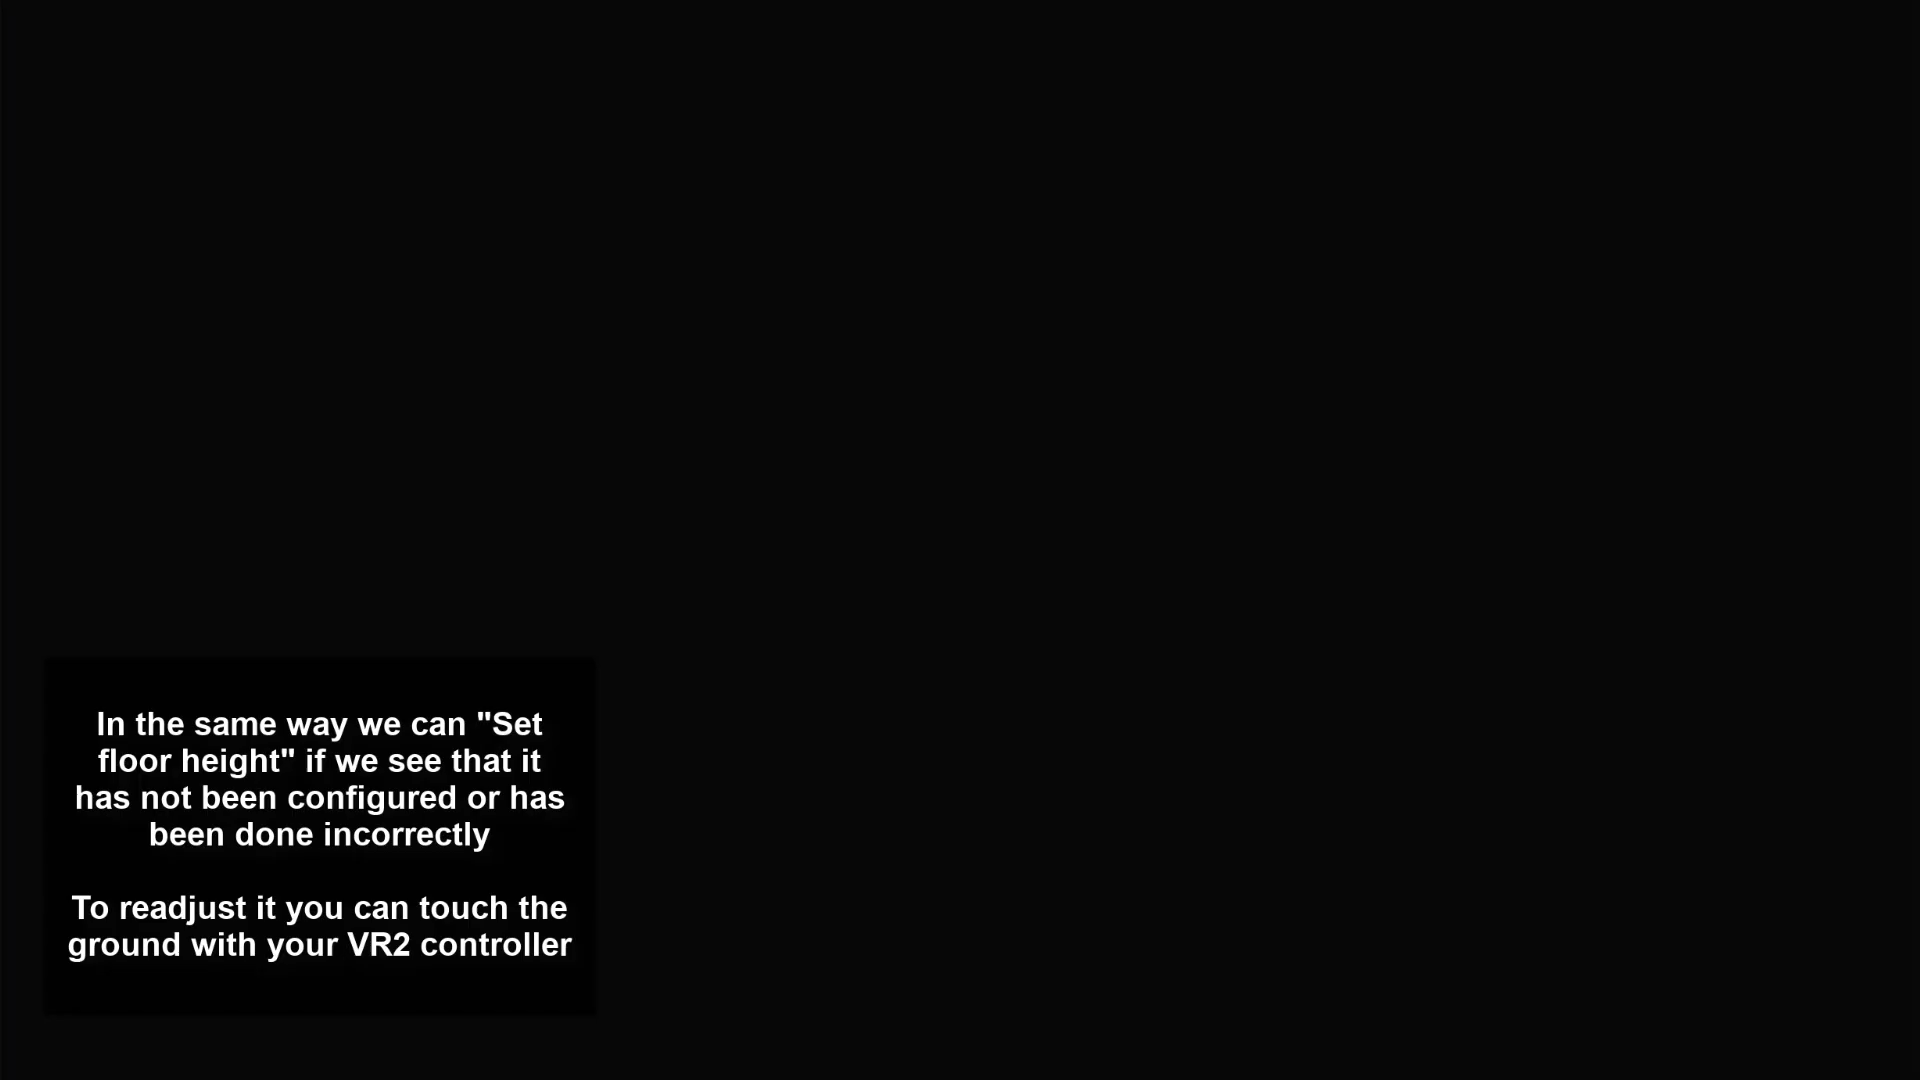 In the same way we can "Set
floor height" if we see that it
has not been configured or has
been done incorrectly
To readjust it you can touch the
ground with your VR2 controller